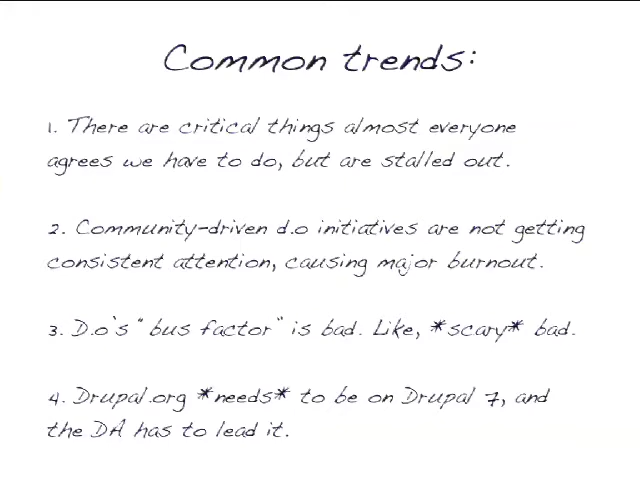 Common trends:
1. There are critical things almost everyone
agrees we have to do, but are stalled out.
2. Community-driven d.o initiatives are not getting
consistent attention, causing major burnout.
3. D.o's "bus factor" is bad. Like, *scary* bad.
4. Drupal.org *needs* to be on Drupal 7, and
the DA has to lead it.